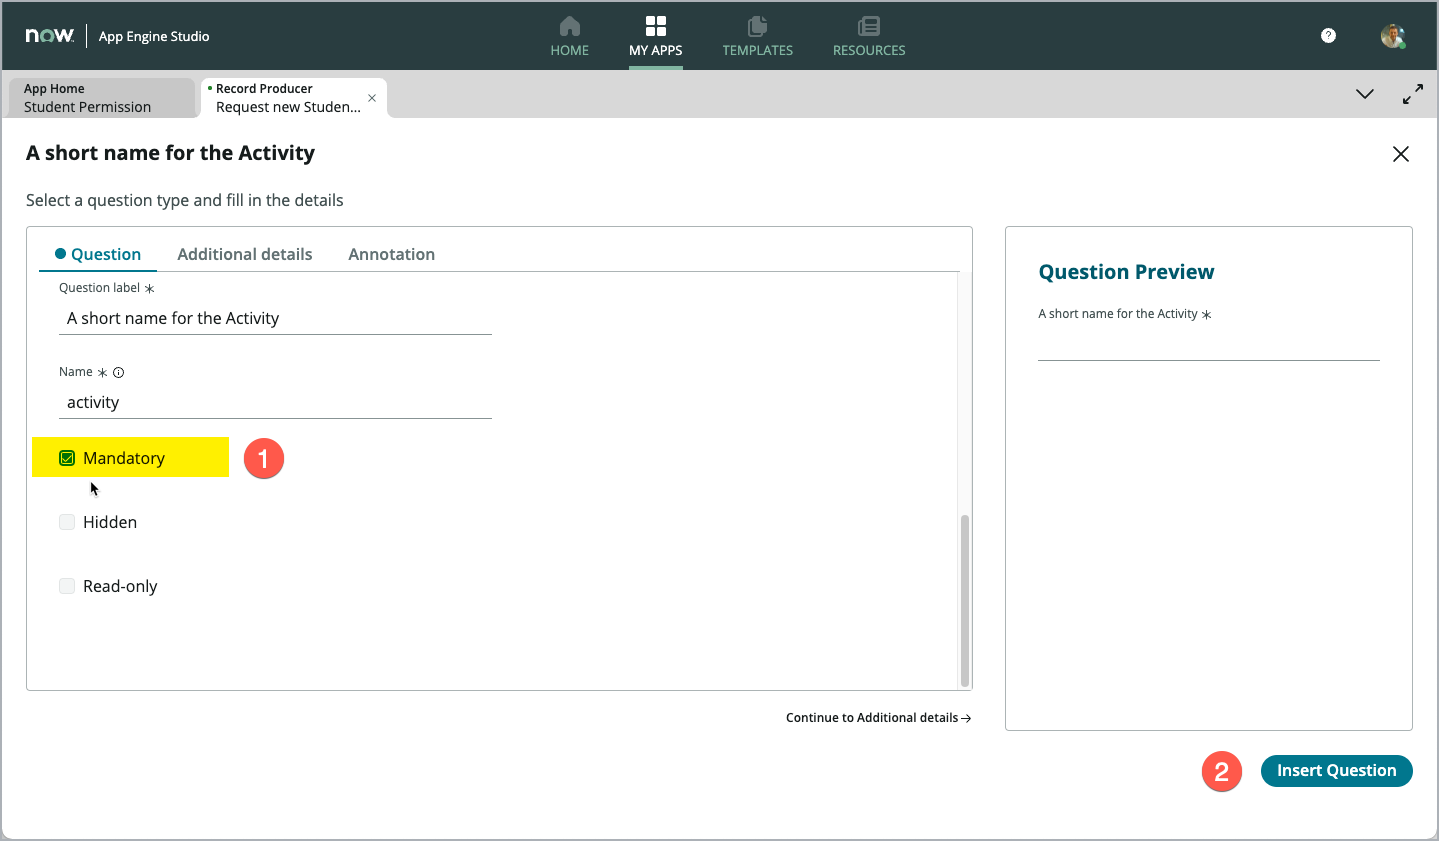 now
App Engine Studio
HOME
MY APPS
TEMPLATES
RESOURCES
?
App Home
Student Permission
Record Producer
Request new Studen...
A short name for the Activity
Select a question type and fill in the details
Question
Additional details
Annotation
Question label *
A short name for the Activity
Name *
activity
Mandatory
1
Hidden
Read-only
Continue to Additional details →
Question Preview
A short name for the Activity *
2
Insert Question